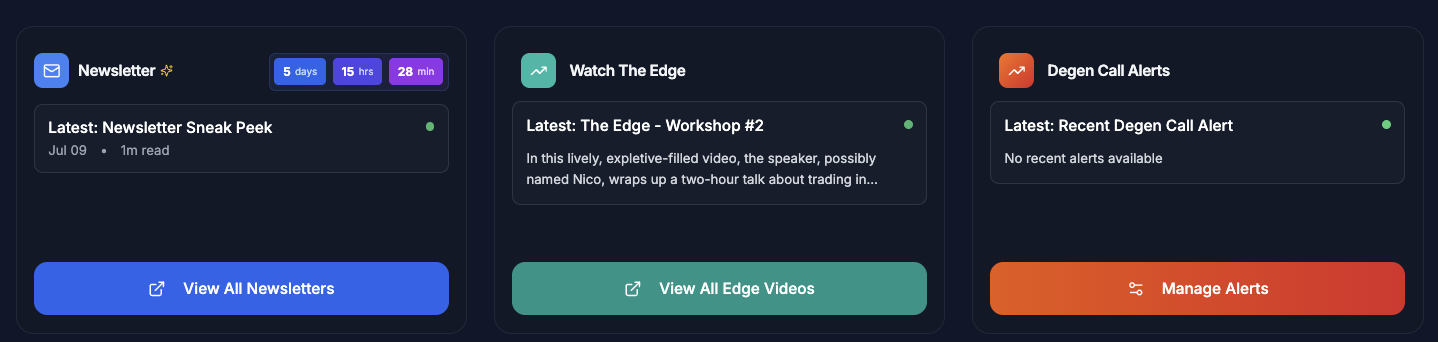 Newsletter
5 days 15 hrs 28 min
Latest: Newsletter Sneak Peek
Jul 09 • 1m read
View All Newsletters
Watch The Edge
Latest: The Edge - Workshop #2
In this lively, expletive-filled video, the speaker, possibly
named Nico, wraps up a two-hour talk about trading in...
View All Edge Videos
Degen Call Alerts
Latest: Recent Degen Call Alert
No recent alerts available
Manage Alerts